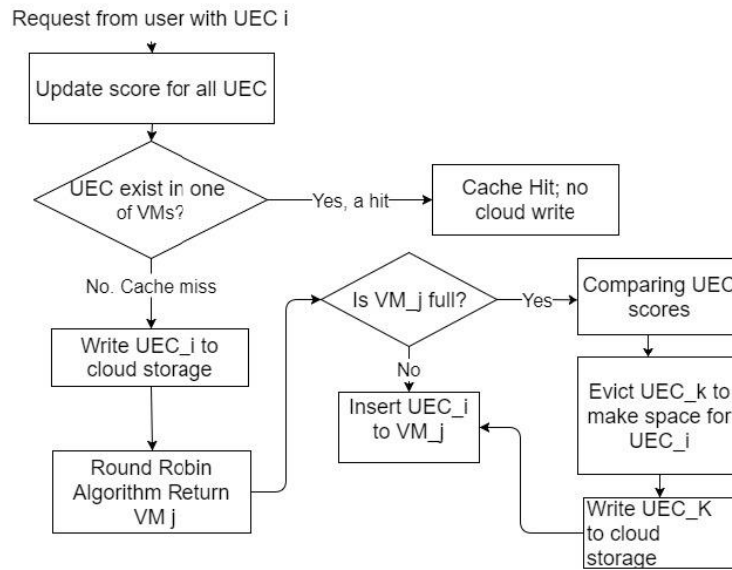 Request from user with UEC i
Update score for all UEC
UEC exist in one
of VMs?
Yes, a hit
Cache Hit; no
cloud write
No. Cache miss
Write UEC_i to
cloud storage
Round Robin
Algorithm Return
VM j
Is VM_j full?
Yes
Comparing UEC
scores
No
Insert UEC_i
to VM_j
Evict UEC_k to
make space for
UEC_i
Write UEC_K
to cloud
storage